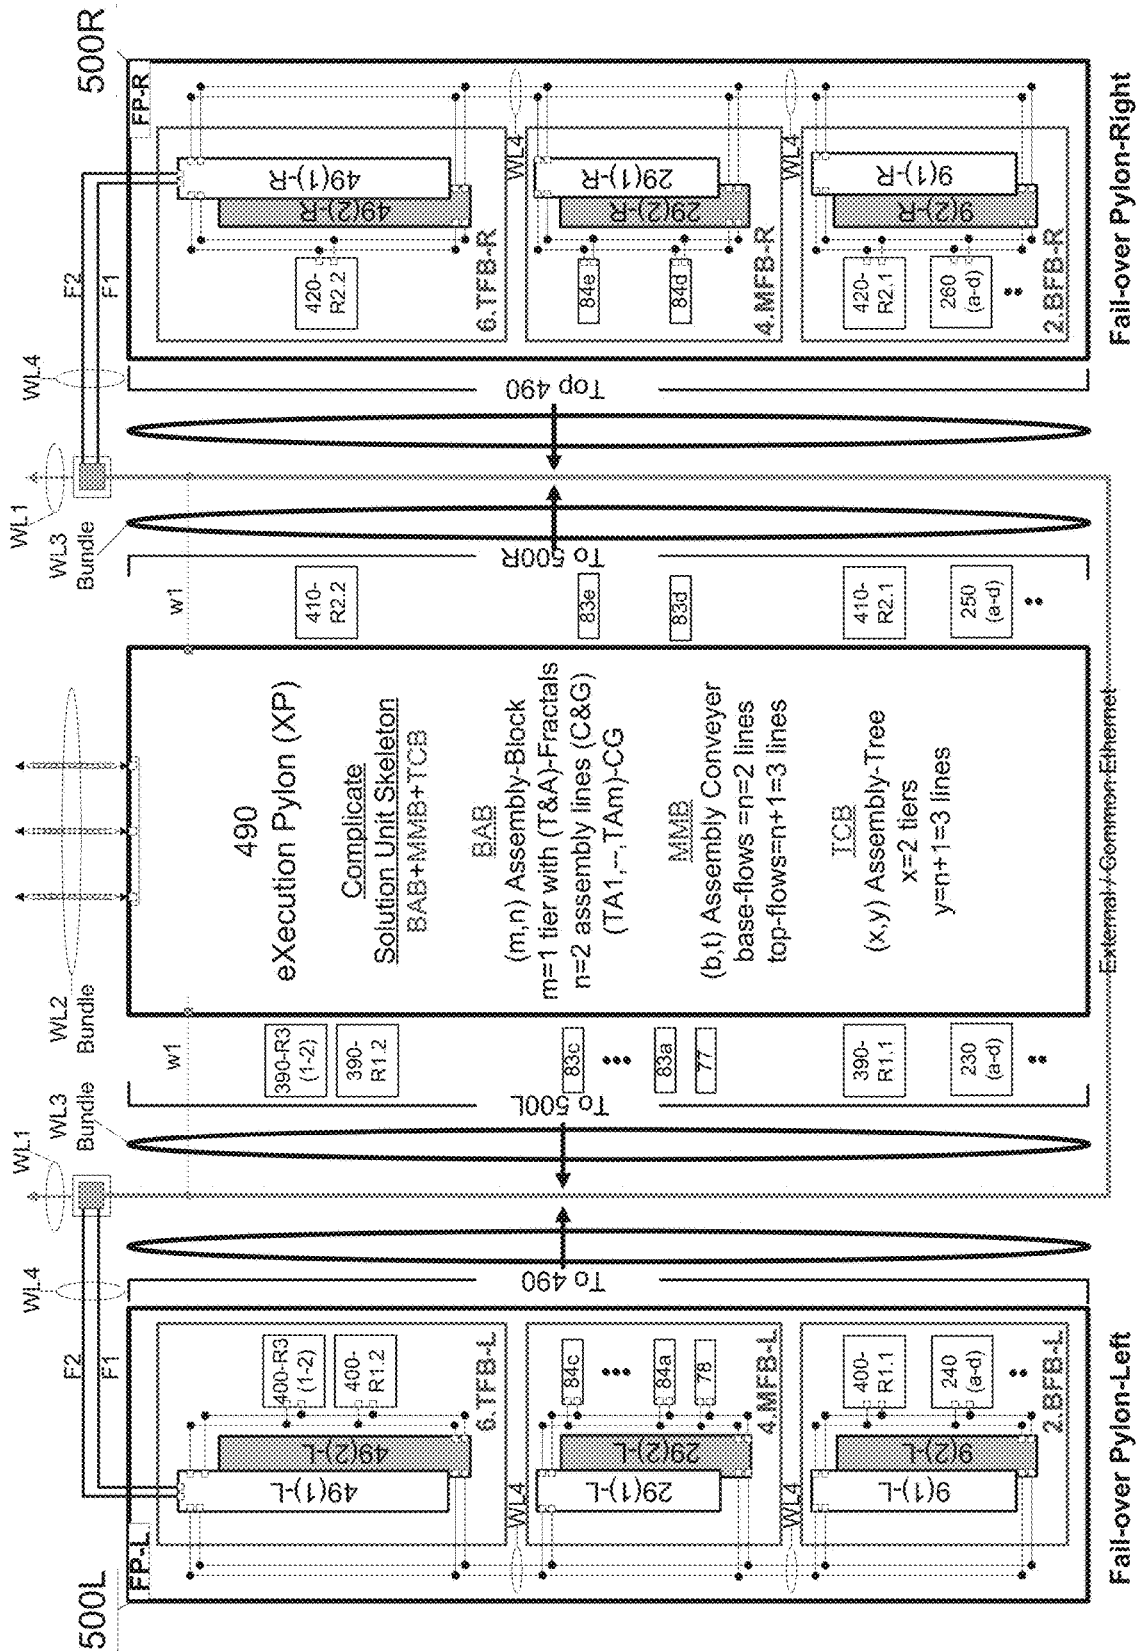 500L
FP-L
WL4
F2
F1
WL1
WL3
Bundle
WL2
Bundle
w1
49(1)-L
49(2)-L
400-R3
(1-2)
400-
R1.2
6.TFB-L
WL4
29(1)-L
29(2)-L
84c
84a
78
4.MFB-L
WL4
9(1)-L
9(2)-L
400-
R1.1
240
(a-d)
2.BFB-L
Fail-over Pylon-Left
To 490
To 500L
390-R3
(1-2)
390-
R1.2
83c
83a
77
390-
R1.1
230
(a-d)
490
eXecution Pylon (XP)
Complicate
Solution Unit Skeleton
BAB+MMB+TCB
BAB
(m,n) Assembly-Block
m=1 tier with (T&A)-Fractals
n=2 assembly lines (C&G)
(TA1,--,TAm)-CG
MMB
(b,t) Assembly Conveyer
base-flows =n=2 lines
top-flows=n+1=3 lines
TCB
(x,y) Assembly-Tree
x=2 tiers
y=n+1=3 lines
External / Common Ethernet
w1
410-
R2.2
83e
83d
410-
R2.1
250
(a-d)
To 500R
WL3
Bundle
WL1
Top 490
WL4
F2
F1
500R
FP-R
420-
R2.2
49(2)-R
49(1)-R
6.TFB-R
WL4
84e
84d
29(2)-R
29(1)-R
4.MFB-R
WL4
420-
R2.1
260
(a-d)
9(2)-R
9(1)-R
2.BFB-R
Fail-over Pylon-Right